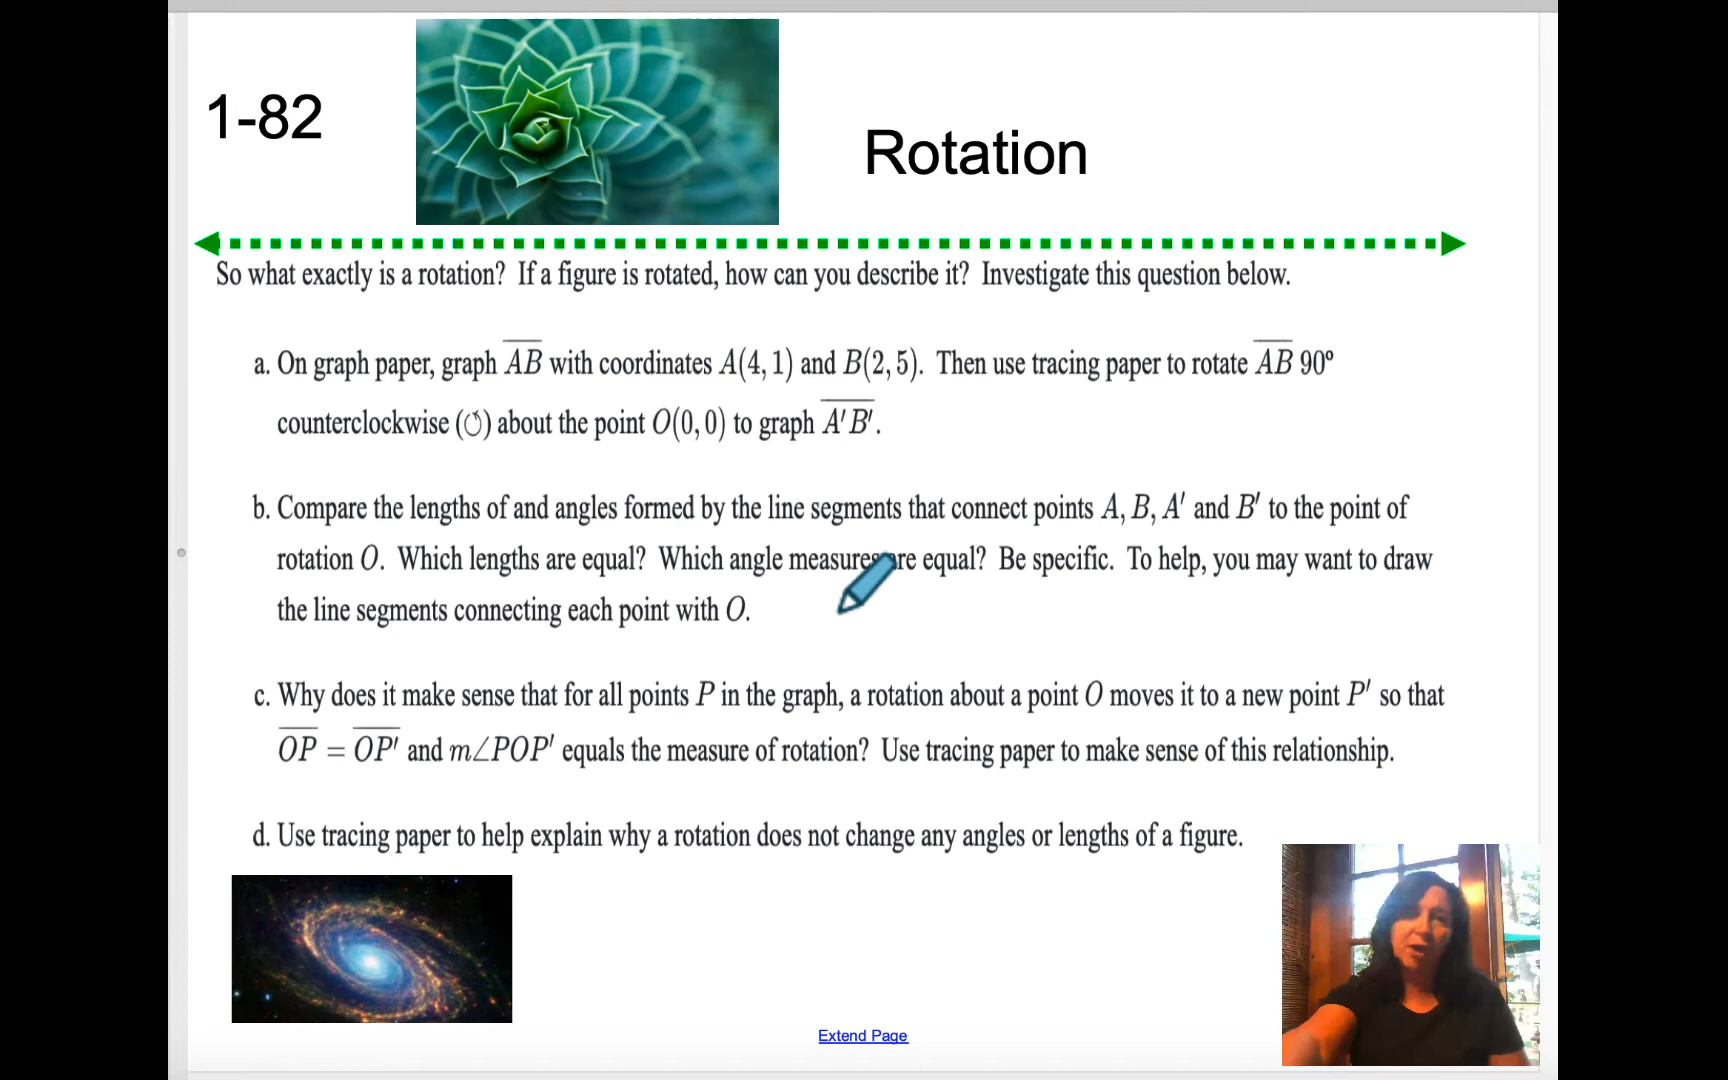 1-82
Rotation
So what exactly is a rotation? If a figure is rotated, how can you describe it? Investigate this question below.
a. On graph paper, graph A̅B̅ with coordinates A(4, 1) and B(2, 5). Then use tracing paper to rotate A̅B̅ 90º
counterclockwise (↺) about the point O(0, 0) to graph A̅'̅B̅'̅.
b. Compare the lengths of and angles formed by the line segments that connect points A, B, A' and B' to the point of
rotation O. Which lengths are equal? Which angle measures are equal? Be specific. To help, you may want to draw
the line segments connecting each point with O.
c. Why does it make sense that for all points P in the graph, a rotation about a point O moves it to a new point P' so that
O̅P̅ = O̅P̅'̅ and m∠POP' equals the measure of rotation? Use tracing paper to make sense of this relationship.
d. Use tracing paper to help explain why a rotation does not change any angles or lengths of a figure.
Extend Page